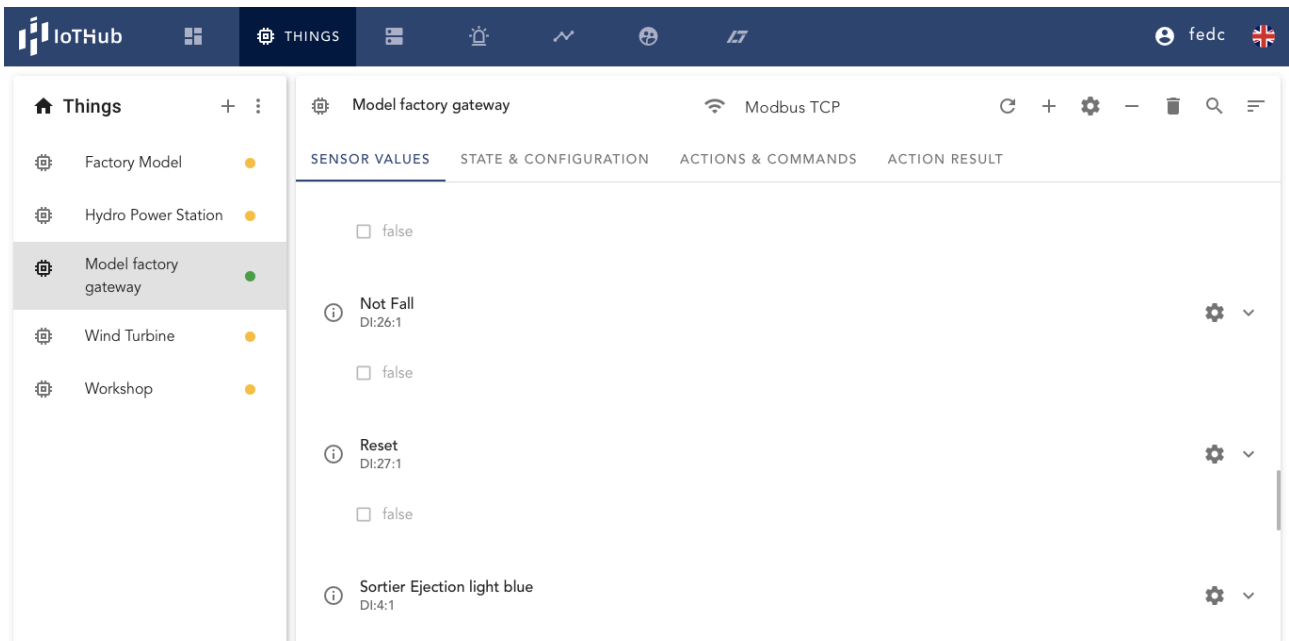 IoTHub
THINGS
fedc
Things
Factory Model
Hydro Power Station
Model factory
gateway
Wind Turbine
Workshop
Model factory gateway
Modbus TCP
SENSOR VALUES
STATE & CONFIGURATION
ACTIONS & COMMANDS
ACTION RESULT
false
Not Fall
DI:26:1
false
Reset
DI:27:1
false
Sortier Ejection light blue
DI:4:1